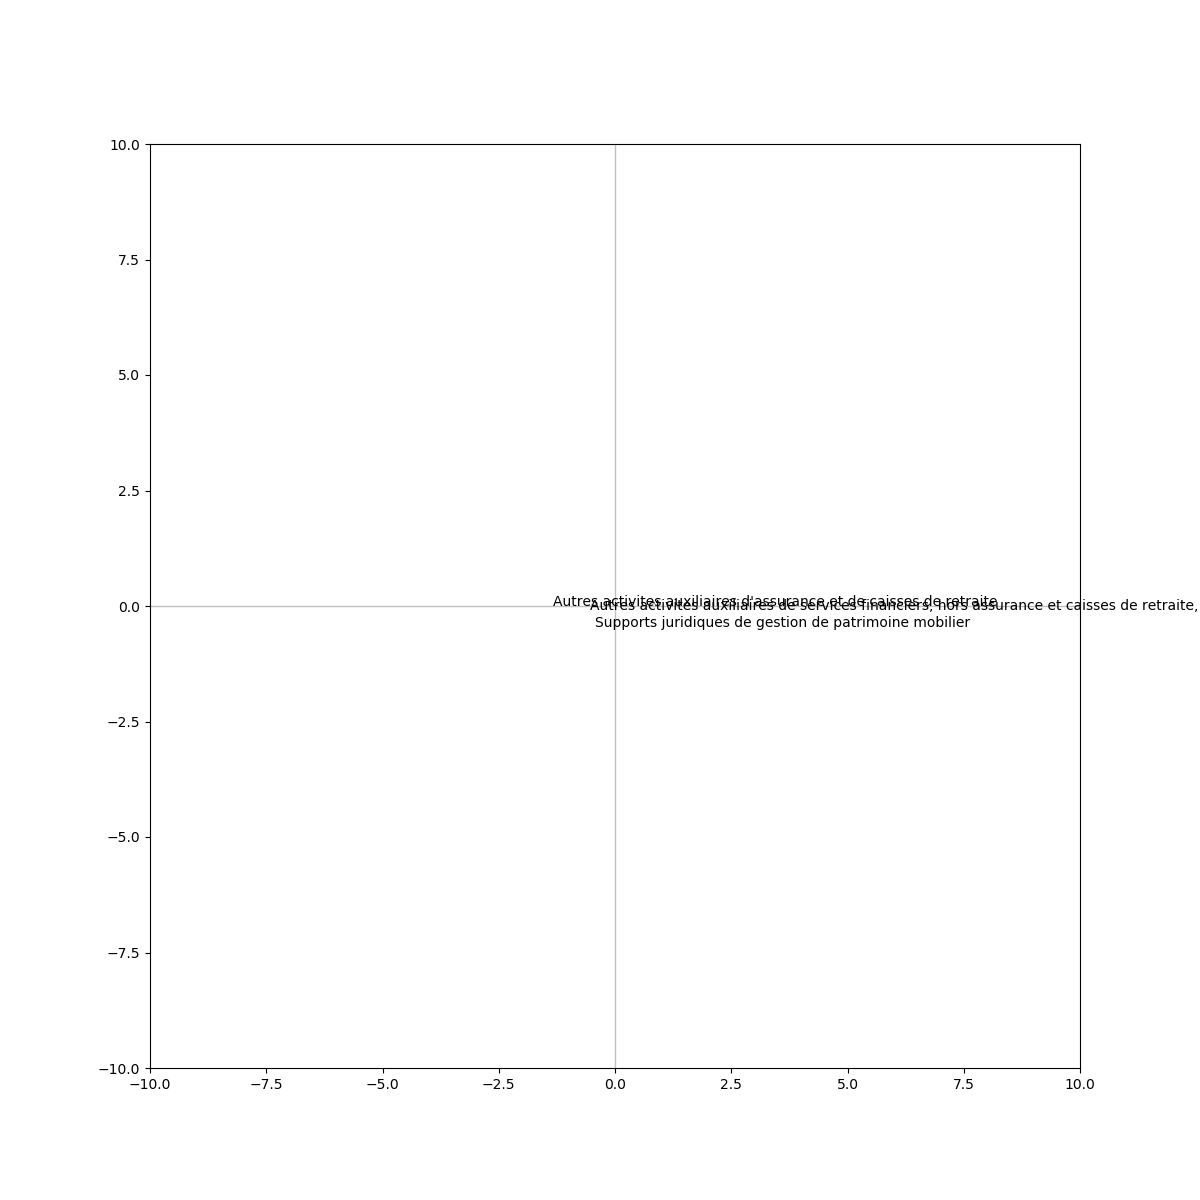 10.0
7.5
5.0
2.5
0.0
Autres activites auxiliaires d'assurance et de caisses de retraite
Autres activites auxiliaires de services financiers, hors assurance et caisses de retraite,
Supports juridiques de gestion de patrimoine mobilier
−2.5
−5.0
−7.5
−10.0
−10.0 −7.5 −5.0 −2.5 0.0 2.5 5.0 7.5 10.0